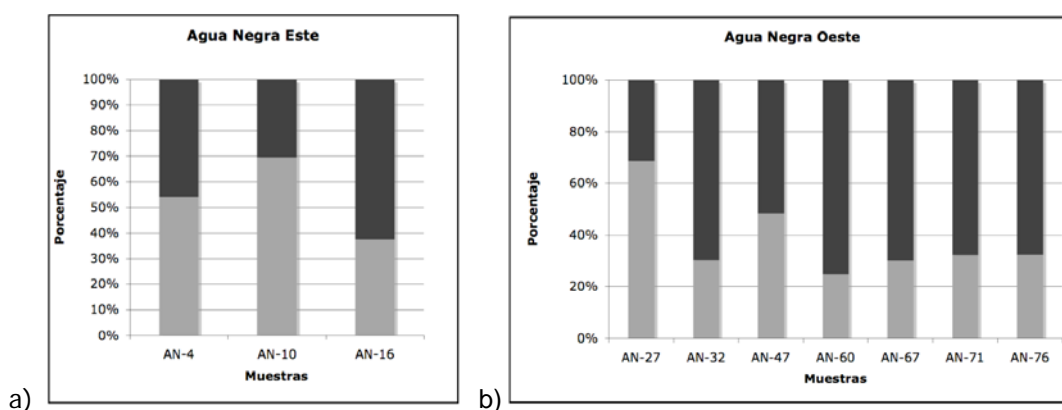 Agua Negra Este
100%
90%
80%
70%
60%
50%
40%
30%
20%
10%
0%
Porcentaje
AN-4 AN-10 AN-16
Muestras
a)
Agua Negra Oeste
100%
80%
60%
40%
20%
0%
Porcentaje
AN-27 AN-32 AN-47 AN-60 AN-67 AN-71 AN-76
Muestras
b)